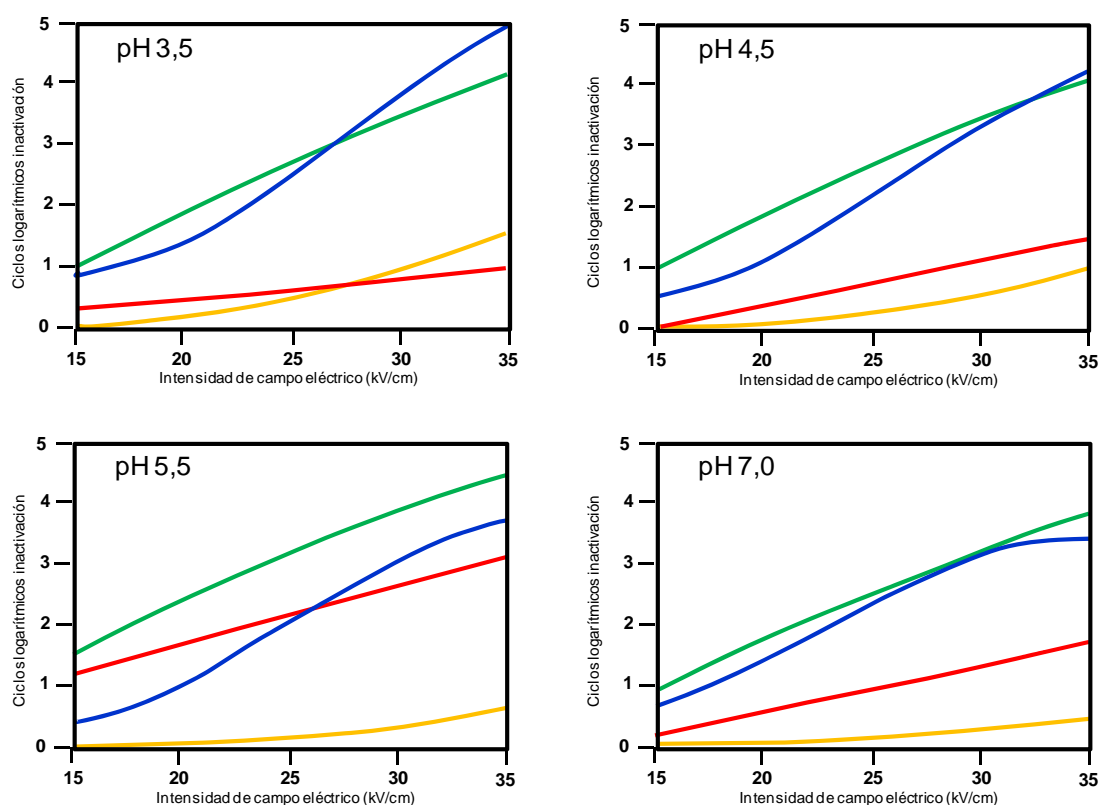 pH 3,5
Ciclos logarítmicos inactivación
5
4
3
2
1
0
15 20 25 30 35
Intensidad de campo eléctrico (kV/cm)
pH 4,5
Ciclos logarítmicos inactivación
5
4
3
2
1
0
15 20 25 30 35
Intensidad de campo eléctrico (kV/cm)
pH 5,5
Ciclos logarítmicos inactivación
5
4
3
2
1
0
15 20 25 30 35
Intensidad de campo eléctrico (kV/cm)
pH 7,0
Ciclos logarítmicos inactivación
5
4
3
2
1
0
15 20 25 30 35
Intensidad de campo eléctrico (kV/cm)